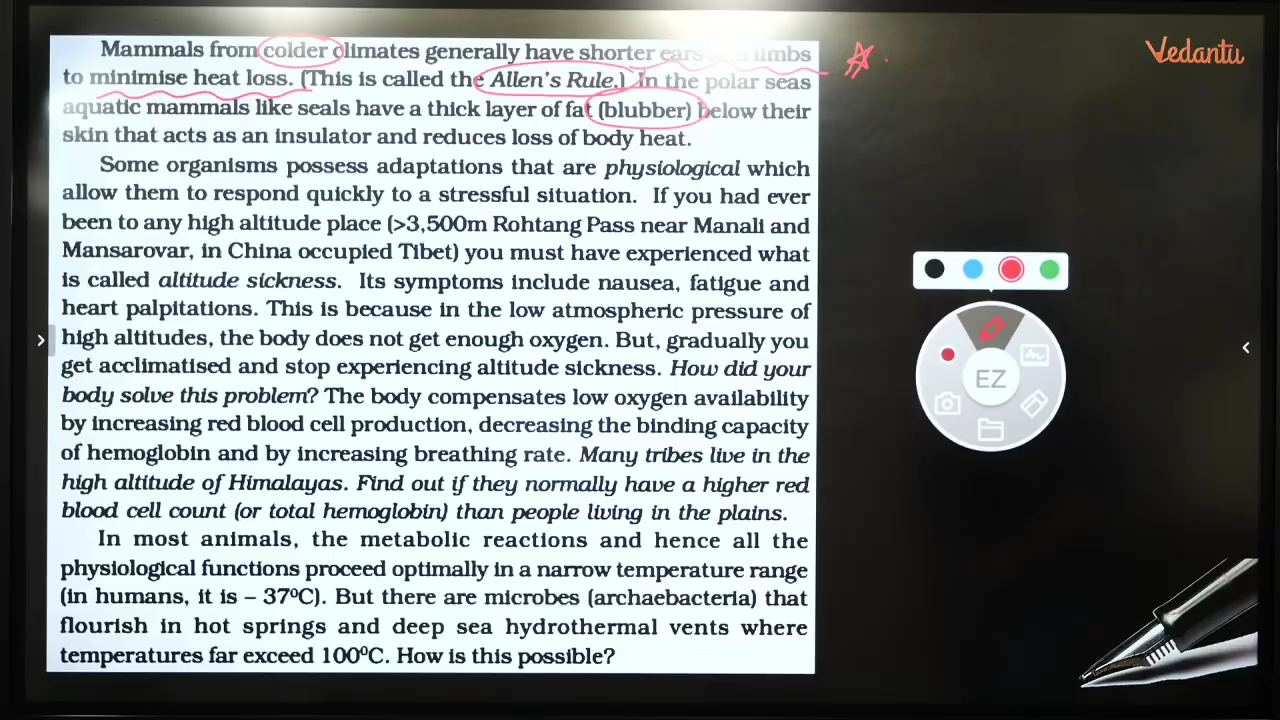 Mammals from colder climates generally have shorter ears limbs
to minimise heat loss. (This is called the Allen's Rule.) In the polar seas
aquatic mammals like seals have a thick layer of fat (blubber) below their
skin that acts as an insulator and reduces loss of body heat.
Some organisms possess adaptations that are physiological which
allow them to respond quickly to a stressful situation. If you had ever
been to any high altitude place (>3,500m Rohtang Pass near Manali and
Mansarovar, in China occupied Tibet) you must have experienced what
is called altitude sickness. Its symptoms include nausea, fatigue and
heart palpitations. This is because in the low atmospheric pressure of
high altitudes, the body does not get enough oxygen. But, gradually you
get acclimatised and stop experiencing altitude sickness. How did your
body solve this problem? The body compensates low oxygen availability
by increasing red blood cell production, decreasing the binding capacity
of hemoglobin and by increasing breathing rate. Many tribes live in the
high altitude of Himalayas. Find out if they normally have a higher red
blood cell count (or total hemoglobin) than people living in the plains.
In most animals, the metabolic reactions and hence all the
physiological functions proceed optimally in a narrow temperature range
(in humans, it is – 37⁰C). But there are microbes (archaebacteria) that
flourish in hot springs and deep sea hydrothermal vents where
temperatures far exceed 100⁰C. How is this possible?
Vedantu
EZ